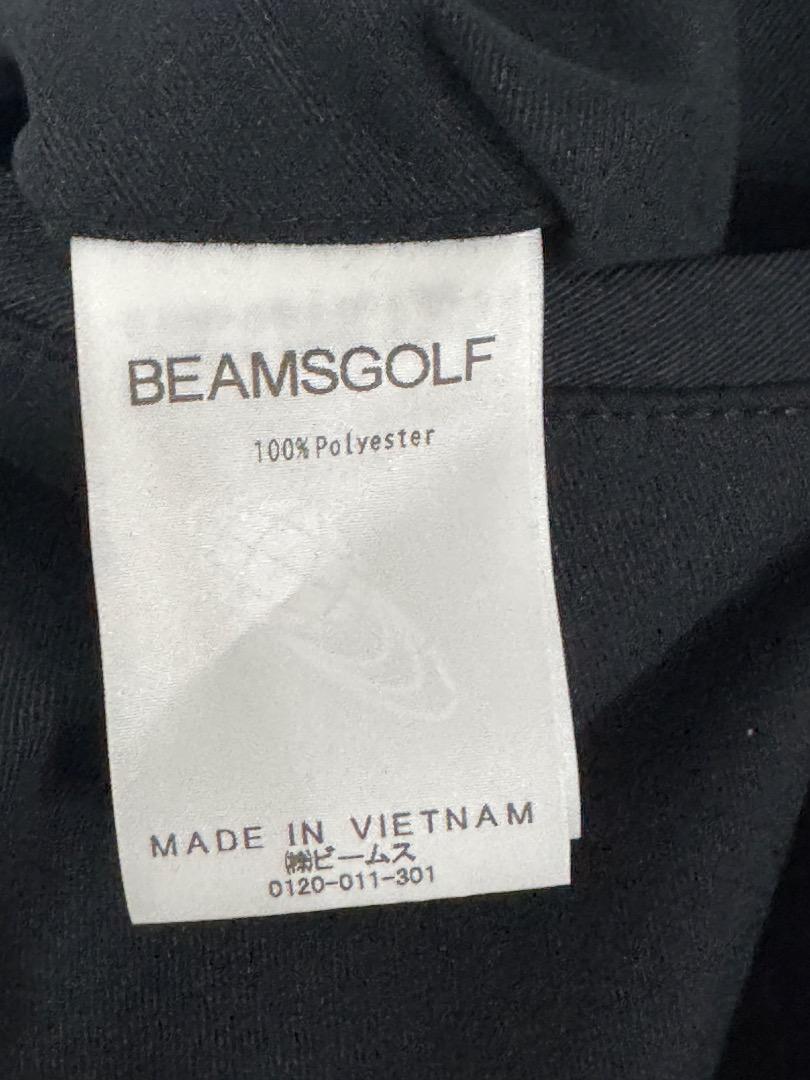 BEAMSGOLF
100%Polyester
MADE IN VIETNAM
㈱ビームス
0120-011-301